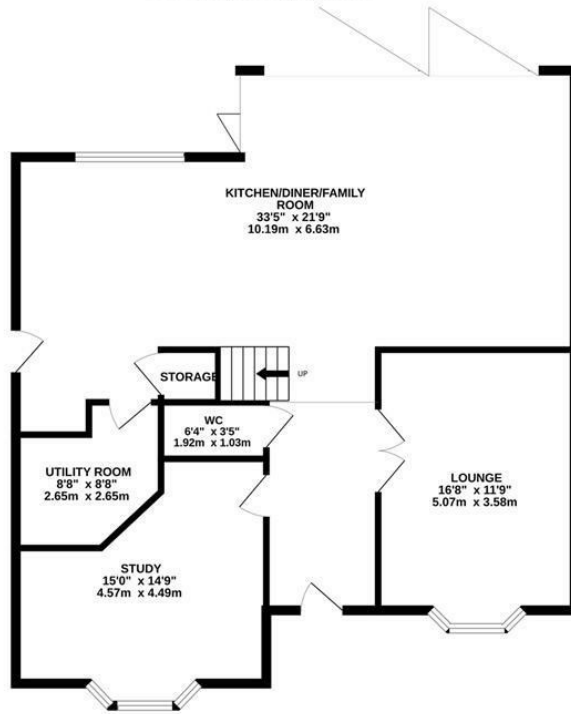 KITCHEN/DINER/FAMILY
ROOM
33'5" x 21'9"
10.19m x 6.63m
UP
STORAGE
WC
6'4" x 3'5"
1.92m x 1.03m
UTILITY ROOM
8'8" x 8'8"
2.65m x 2.65m
LOUNGE
16'8" x 11'9"
5.07m x 3.58m
STUDY
15'0" x 14'9"
4.57m x 4.49m